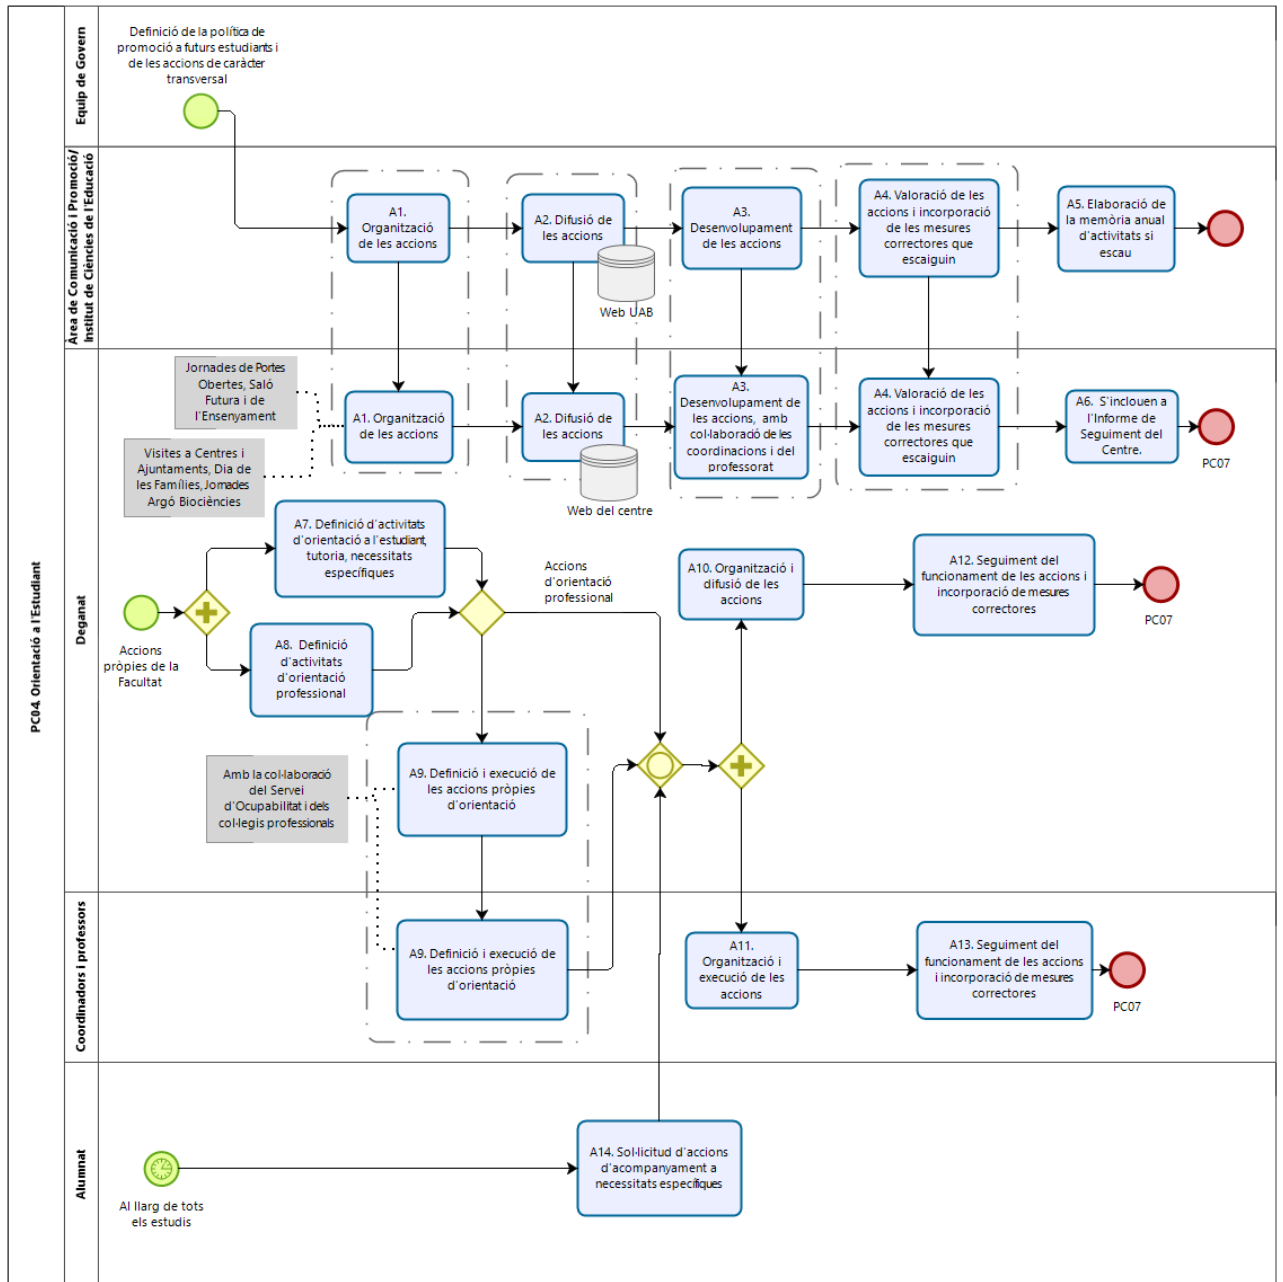 PC04. Orientació a l'Estudiant
Equip de Govern
Definició de la política de
promoció a futurs estudiants i
de les accions de caràcter
transversal
Àrea de Comunicació i Promoció/
Institut de Ciències de l'Educació
A1.
Organització
de les accions
A2. Difusió de
les accions
Web UAB
A3.
Desenvolupament
de les accions
A4. Valoració de les
accions i incorporació
de les mesures
correctores que
escaiguin
A5. Elaboració de
la memòria anual
d'activitats si
escau
Deganat
Jornades de Portes
Obertes, Saló
Futura i de
l'Ensenyament
Visites a Centres i
Ajuntaments, Dia de
les Famílies, Jornades
Argó Biociències
A1. Organització
de les accions
A2. Difusió de
les accions
Web del centre
A3.
Desenvolupament de
les accions, amb
col·laboració de les
coordinacions i del
professorat
A4. Valoració de les
accions i incorporació
de les mesures
correctores que
escaiguin
A6. S'inclouen a
l'Informe de
Seguiment del
Centre.
PC07
Accions
pròpies de la
Facultat
A7. Definició d'activitats
d'orientació a l'estudiant,
tutoria, necessitats
específiques
A8. Definició
d'activitats
d'orientació
professional
Accions
d'orientació
professional
A10. Organització i
difusió de les
accions
A12. Seguiment del
funcionament de les accions i
incorporació de mesures
correctores
PC07
Amb la col·laboració
del Servei
d'Ocupabilitat i dels
col·legis professionals
A9. Definició i execució de
les accions pròpies
d'orientació
Coordinadors i professors
A9. Definició i execució de
les accions pròpies
d'orientació
A11.
Organització i
execució de les
accions
A13. Seguiment del
funcionament de les accions
i incorporació de mesures
correctores
PC07
Alumnat
Al llarg de tots
els estudis
A14. Sol·licitud d'accions
d'acompanyament a
necessitats específiques